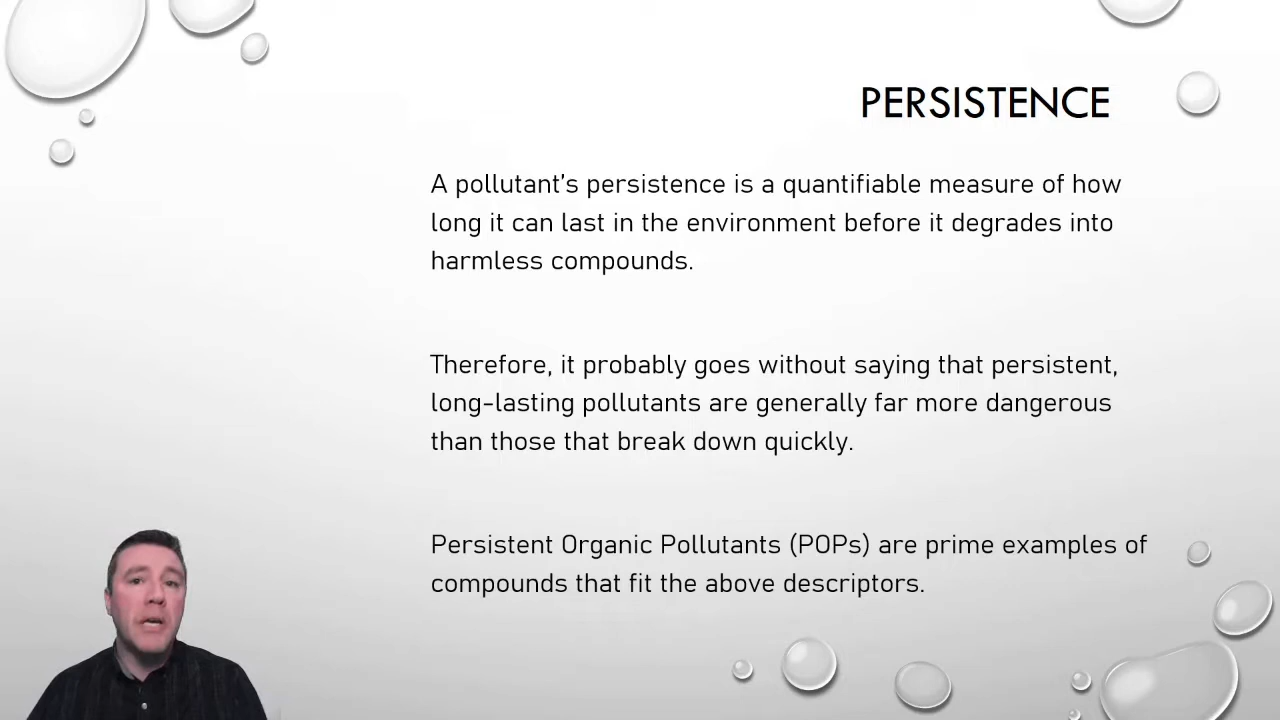 PERSISTENCE
A pollutant's persistence is a quantifiable measure of how
long it can last in the environment before it degrades into
harmless compounds.
Therefore, it probably goes without saying that persistent,
long-lasting pollutants are generally far more dangerous
than those that break down quickly.
Persistent Organic Pollutants (POPs) are prime examples of
compounds that fit the above descriptors.